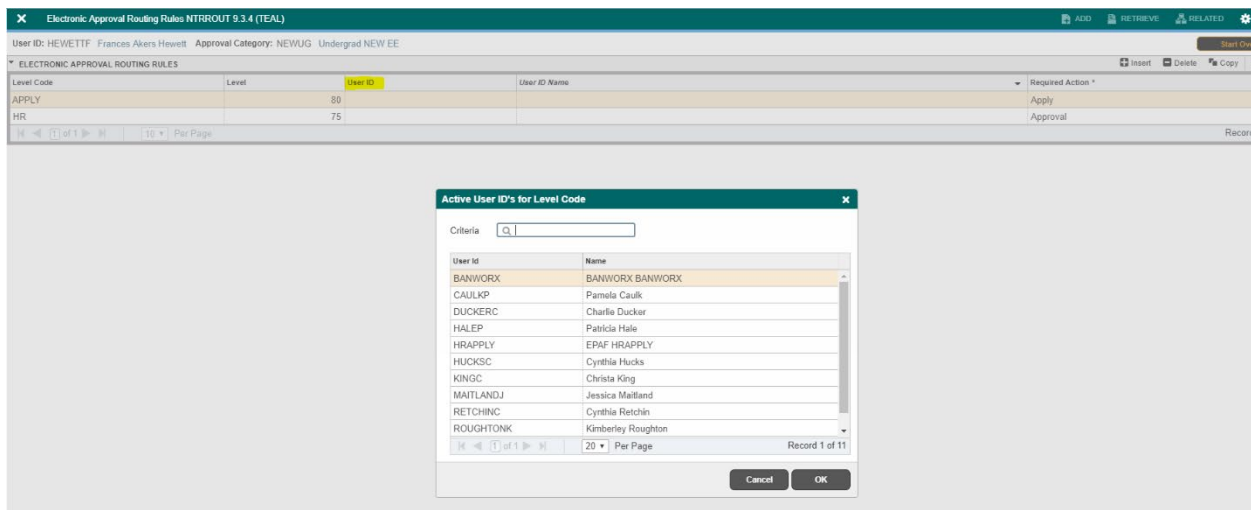 Electronic Approval Routing Rules NTRROUT 9.3.4 (TEAL) ADD RETRIEVE RELATED
User ID: HEWETTF Frances Akers Hewett Approval Category: NEWUG Undergrad NEW EE Start Ov
ELECTRONIC APPROVAL ROUTING RULES Insert Delete Copy
Level Code Level User ID User ID Name Required Action *
APPLY 80 Apply
HR 75 Approval
1 of 1 10 Per Page Recor
Active User ID's for Level Code
Criteria
User Id Name
BANWORX BANWORX BANWORX
CAULKP Pamela Caulk
DUCKERC Charlie Ducker
HALEP Patricia Hale
HRAPPLY EPAF HRAPPLY
HUCKSC Cynthia Hucks
KINGC Christa King
MAITLANDJ Jessica Maitland
RETCHINC Cynthia Retchin
ROUGHTONK Kimberley Roughton
1 of 1 20 Per Page Record 1 of 11
Cancel OK